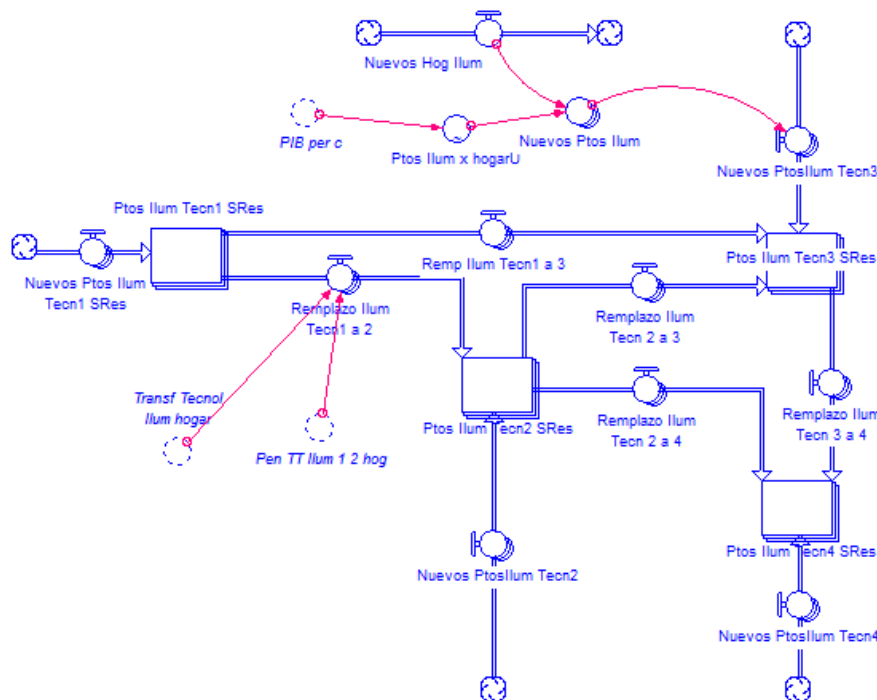 Nuevos Hog Ilum
PIB per c
Ptos Ilum x hogarU
Nuevos Ptos Ilum
Nuevos PtosIlum Tecn3
Ptos Ilum Tecn1 SRes
Nuevos Ptos Ilum
Tecn1 SRes
Remp Ilum Tecn1 a 3
Ptos Ilum Tecn3 SRes
Remplazo Ilum
Tecn1 a 2
Remplazo Ilum
Tecn 2 a 3
Transf Tecnol
Ilum hogar
Pen TT Ilum 1 2 hog
Ptos Ilum Tecn2 SRes
Remplazo Ilum
Tecn 2 a 4
Remplazo Ilum
Tecn 3 a 4
Ptos Ilum Tecn4 SRes
Nuevos PtosIlum Tecn2
Nuevos PtosIlum Tecn4